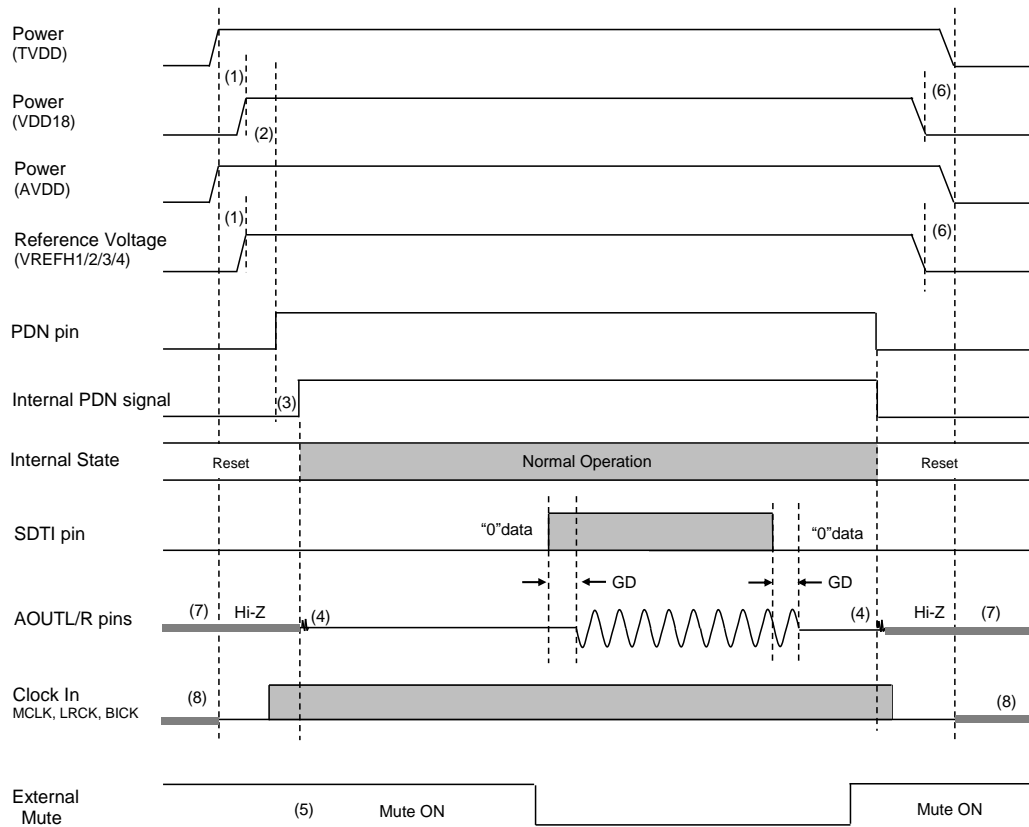 Power
(TVDD)
(1)
(6)
Power
(VDD18)
(2)
Power
(AVDD)
(1)
(6)
Reference Voltage
(VREFH1/2/3/4)
PDN pin
Internal PDN signal
(3)
Internal State
Reset
Normal Operation
Reset
SDTI pin
“0”data
“0”data
GD
GD
AOUTL/R pins
(7)
Hi-Z
(4)
(4)
Hi-Z
(7)
Clock In
MCLK, LRCK, BICK
(8)
(8)
External
Mute
(5)
Mute ON
Mute ON